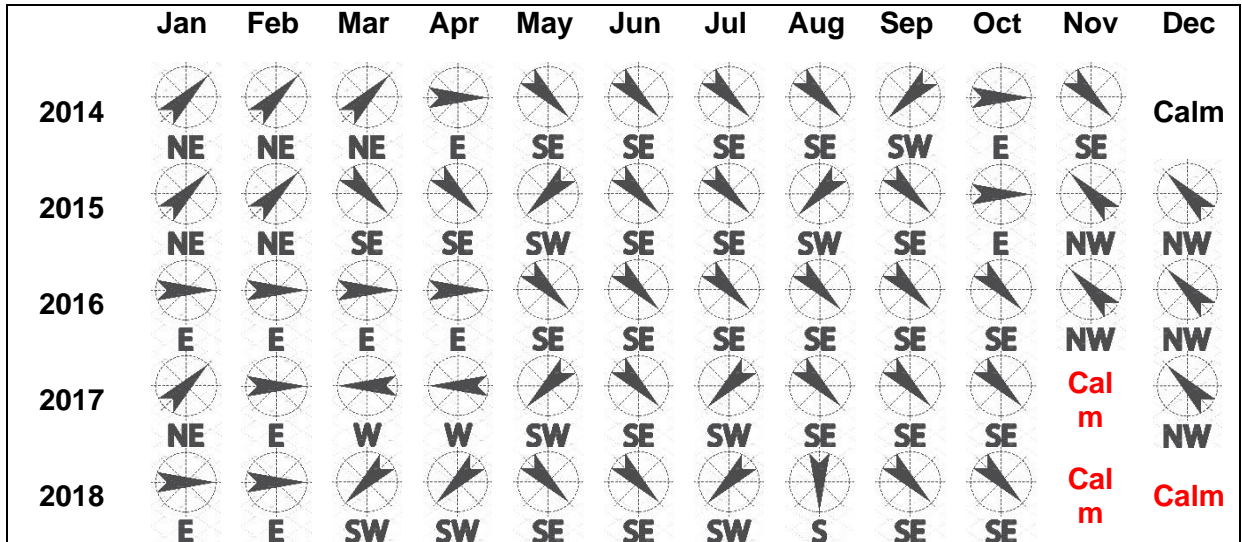 Jan Feb Mar Apr May Jun Jul Aug Sep Oct Nov Dec
2014 Calm
NE NE NE E SE SE SE SE SW E SE
2015
NE NE SE SE SW SE SE SW SE E NW NW
2016
E E E E SE SE SE SE SE SE NW NW
2017 Cal
m
NE E W W SW SE SW SE SE SE NW
2018 Cal
m Calm
E E SW SW SE SE SW S SE SE